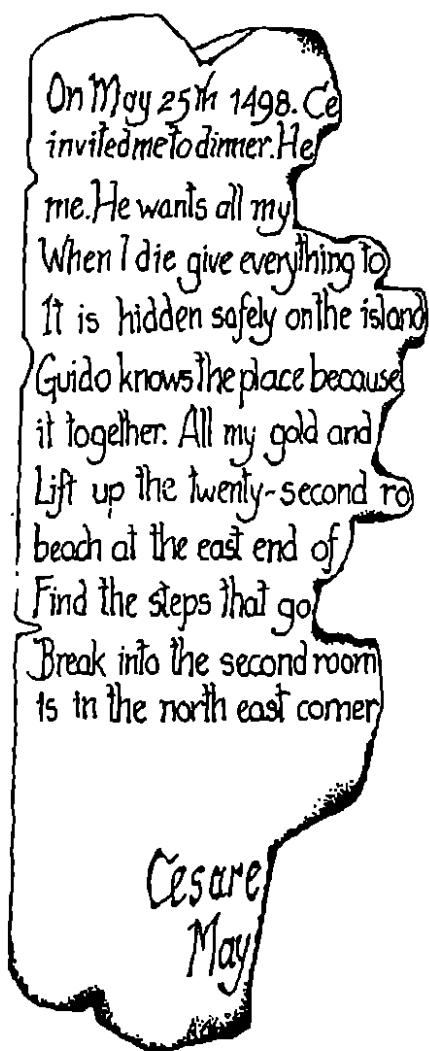 On May 25th 1498. Ce
invited me to dinner. He
me. He wants all my
When I die give everything to
It is hidden safely on the island
Guido knows the place because
it together. All my gold and
Lift up the twenty-second ro
beach at the east end of
Find the steps that go
Break into the second room
is in the north east corner
Cesare
May